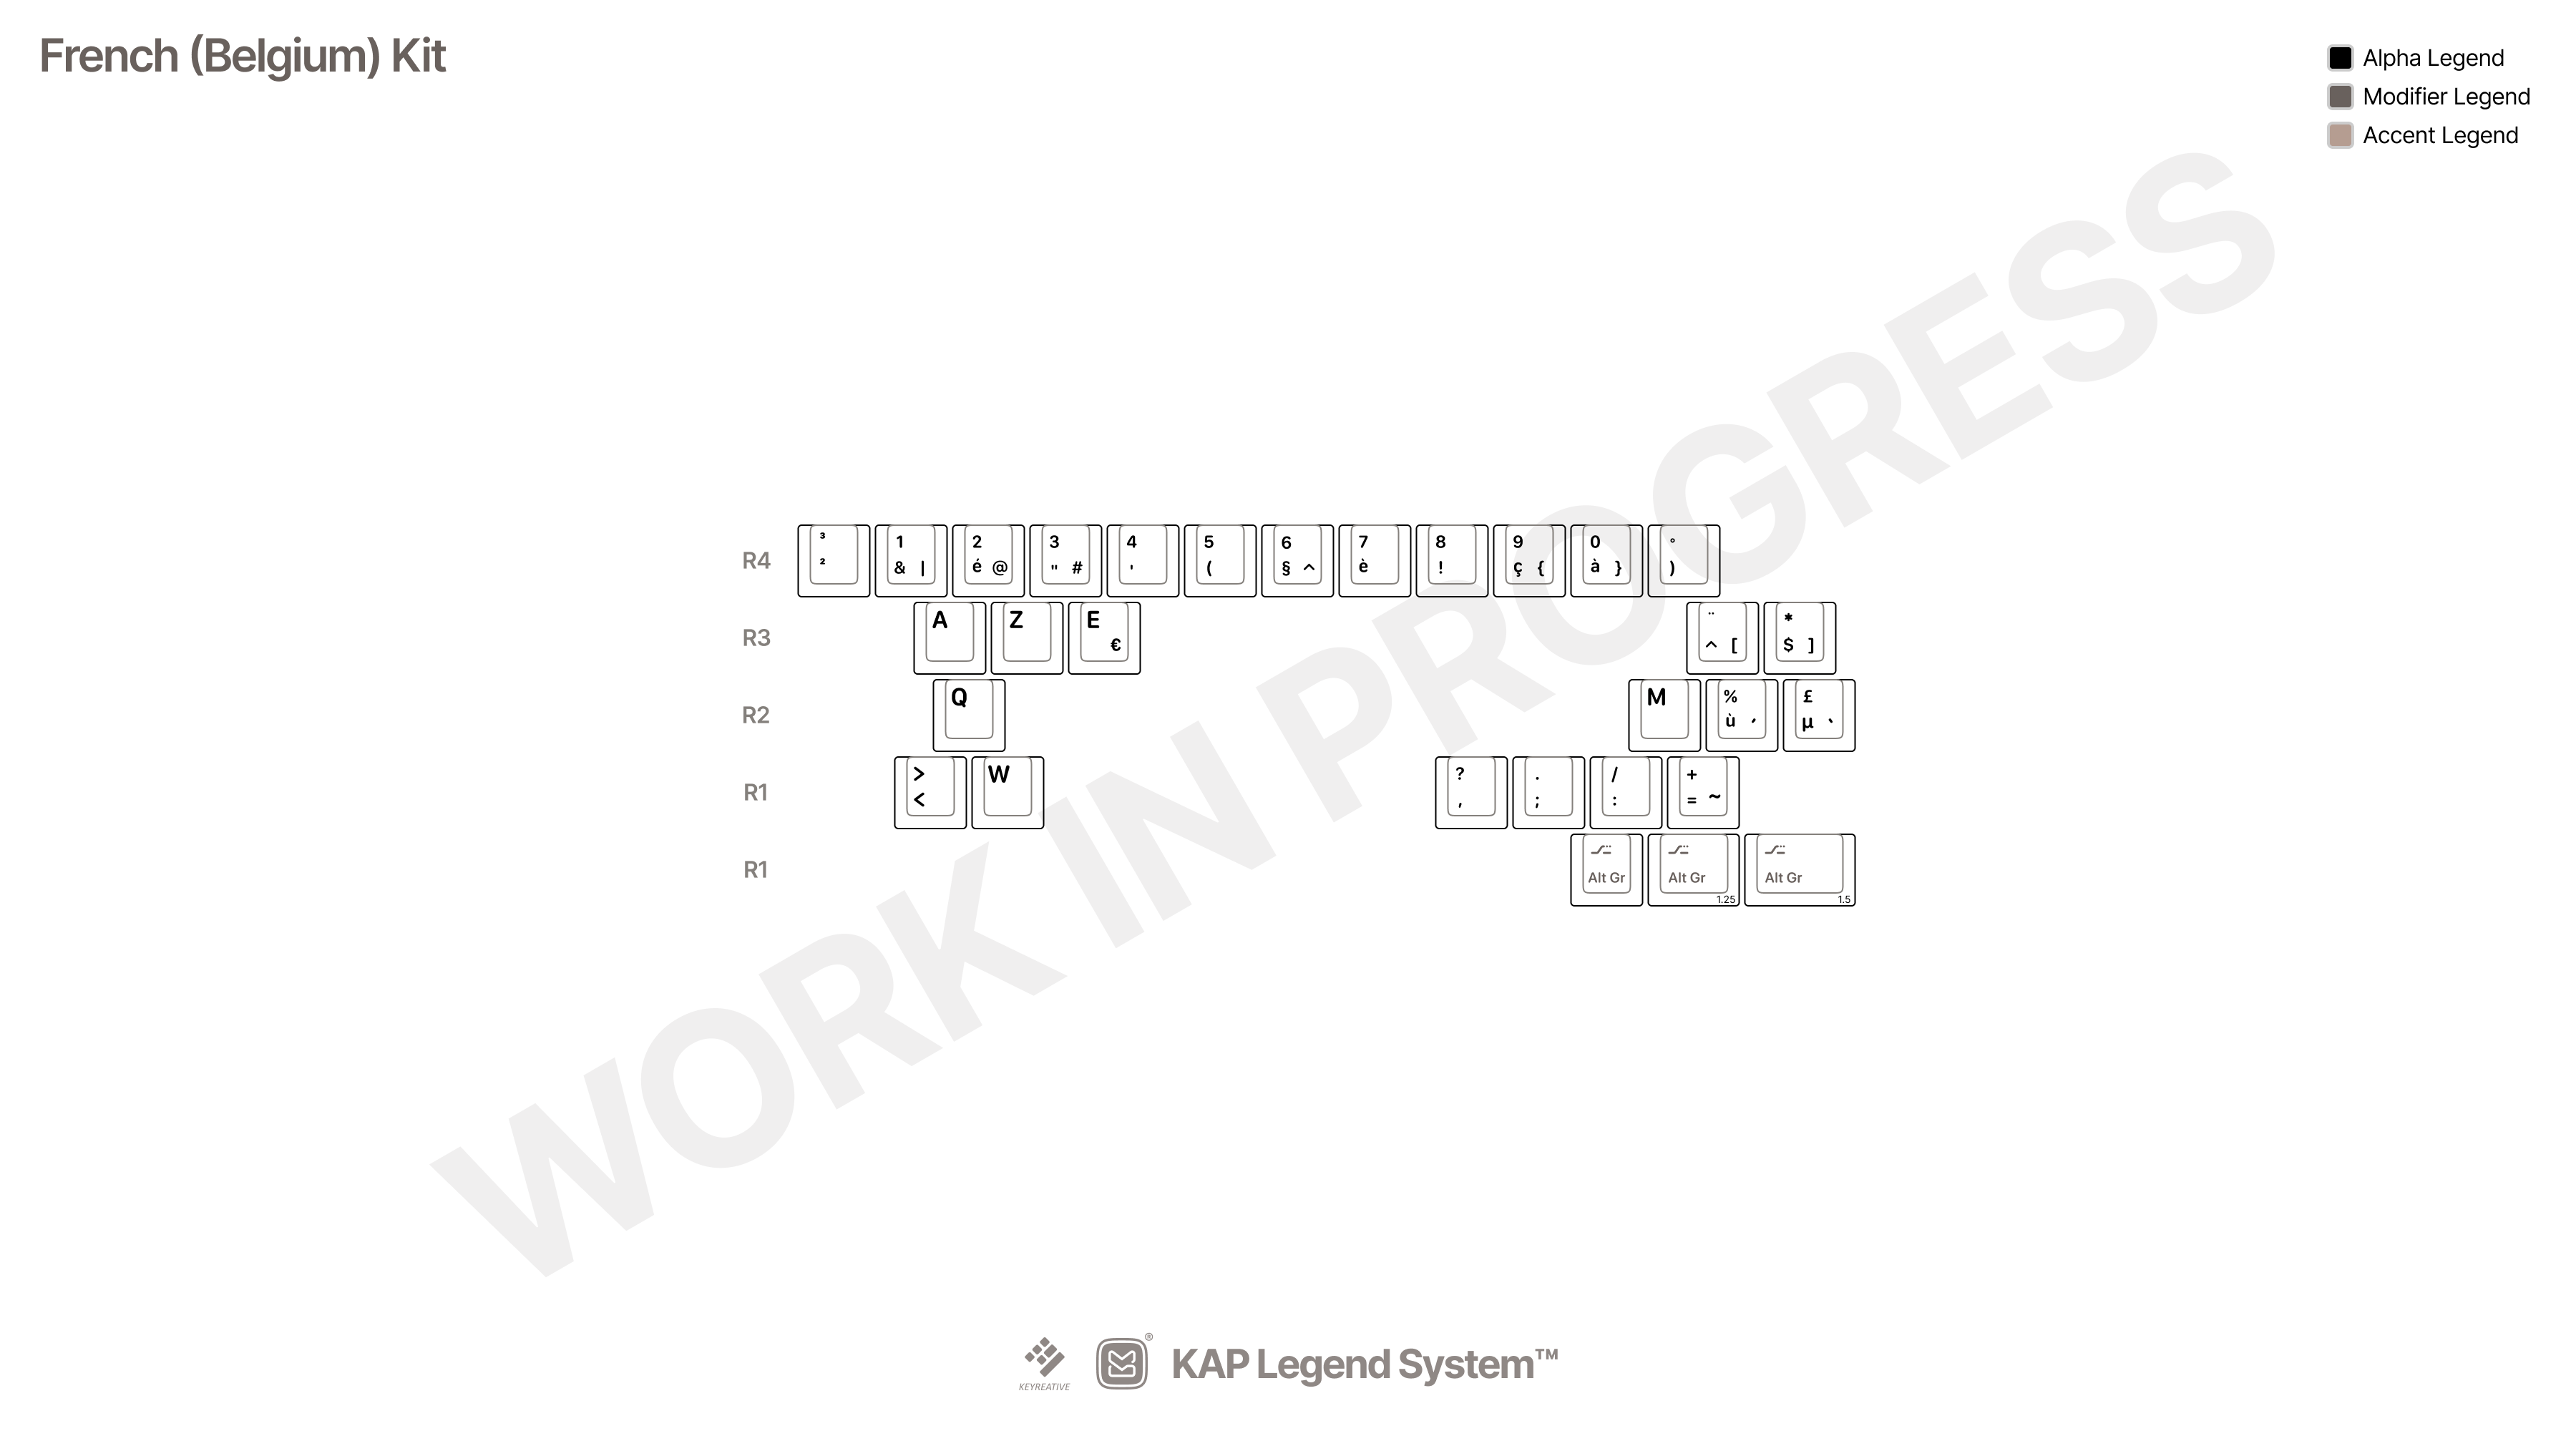 French (Belgium) Kit
Alpha Legend
Modifier Legend
Accent Legend
WORK IN PROGRESS
R4
³
²
1
& |
2
é @
3
" #
4
'
5
(
6
§ ^
7
è
8
!
9
ç {
0
à }
°
)
R3
A
Z
E
€
¨
^ [
*
$ ]
R2
Q
M
%
ù ´
£
µ `
R1
>
<
W
?
,
.
;
/
:
+
= ~
R1
Alt Gr
Alt Gr
1.25
Alt Gr
1.5
KEYREATIVE
®
KAP Legend System™